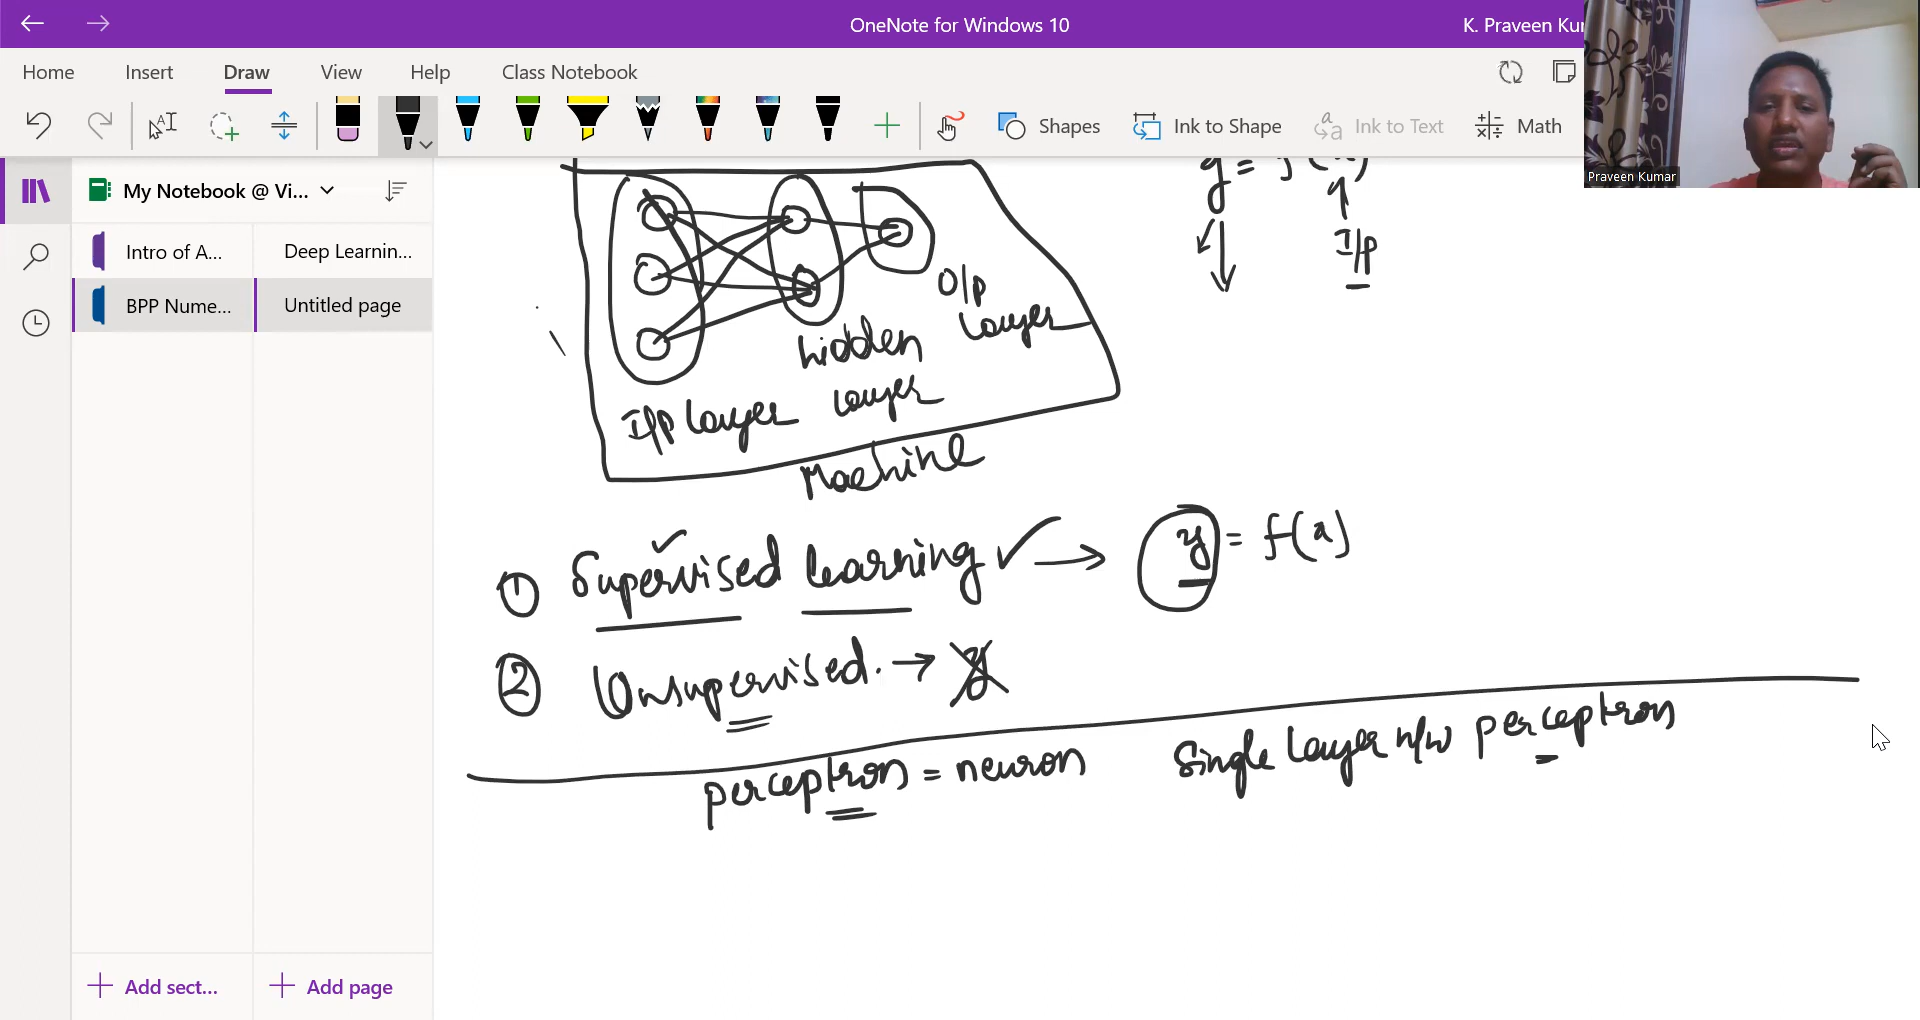 OneNote for Windows 10
K. Praveen Kur
Home Insert Draw View Help Class Notebook
Shapes Ink to Shape Ink to Text Math
Praveen Kumar
My Notebook @ Vi...
Intro of A... Deep Learnin...
BPP Nume... Untitled page
I/p
O/p
layer
hidden
layer
I/p layer
Machine
① Supervised learning ✓ → y = f(x)
② Unsupervised. → y
perceptron = neuron
Single layer n/w perceptron
+ Add sect... + Add page